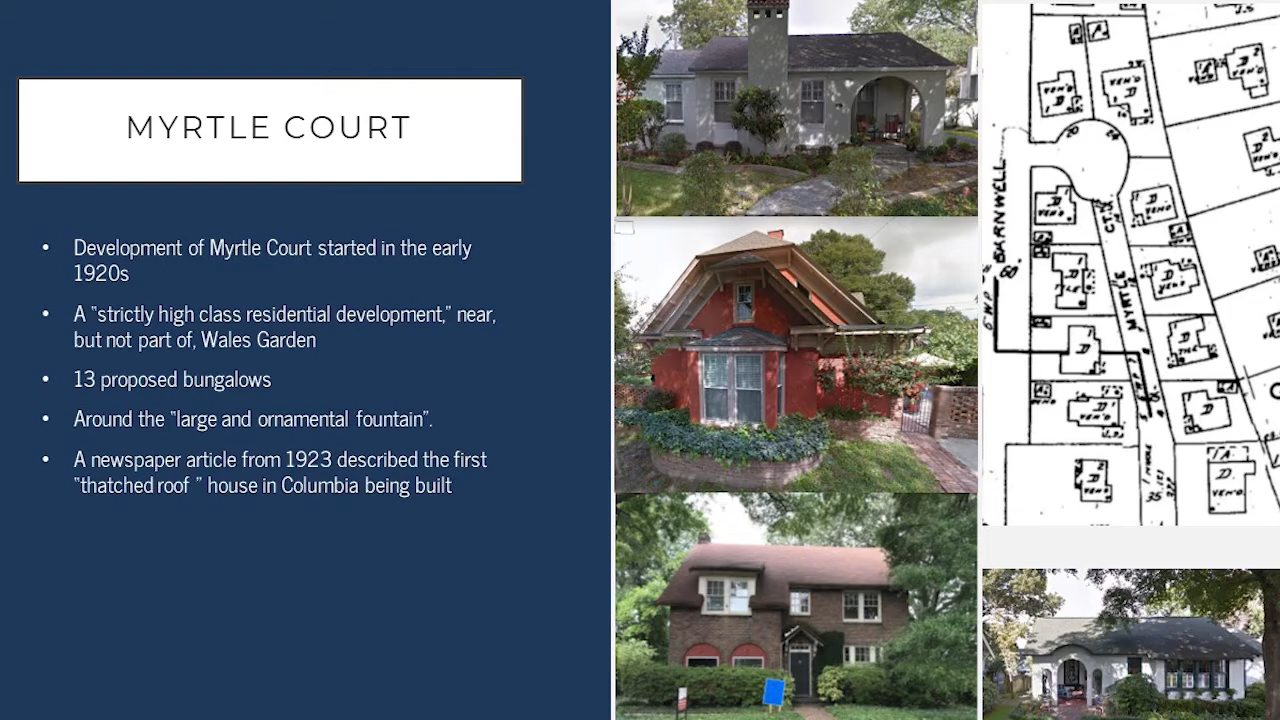 MYRTLE COURT
• Development of Myrtle Court started in the early
1920s
• A "strictly high class residential development," near,
but not part of, Wales Garden
• 13 proposed bungalows
• Around the "large and ornamental fountain".
• A newspaper article from 1923 described the first
"thatched roof " house in Columbia being built
BARNWELL
MYRTLE
CT.
D
VEN'D.